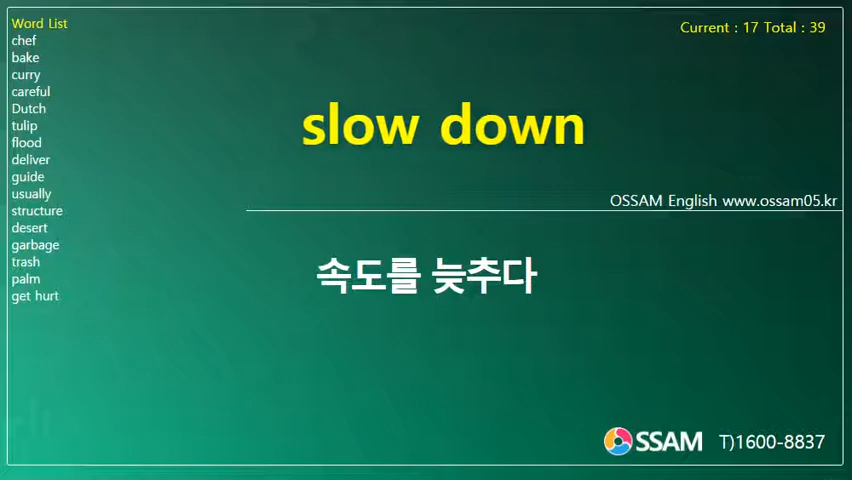 Word List
chef
bake
curry
careful
Dutch
tulip
flood
deliver
guide
usually
structure
desert
garbage
trash
palm
get hurt
Current : 17 Total : 39
slow down
OSSAM English www.ossam05.kr
속도를 늦추다
OSSAM T)1600-8837